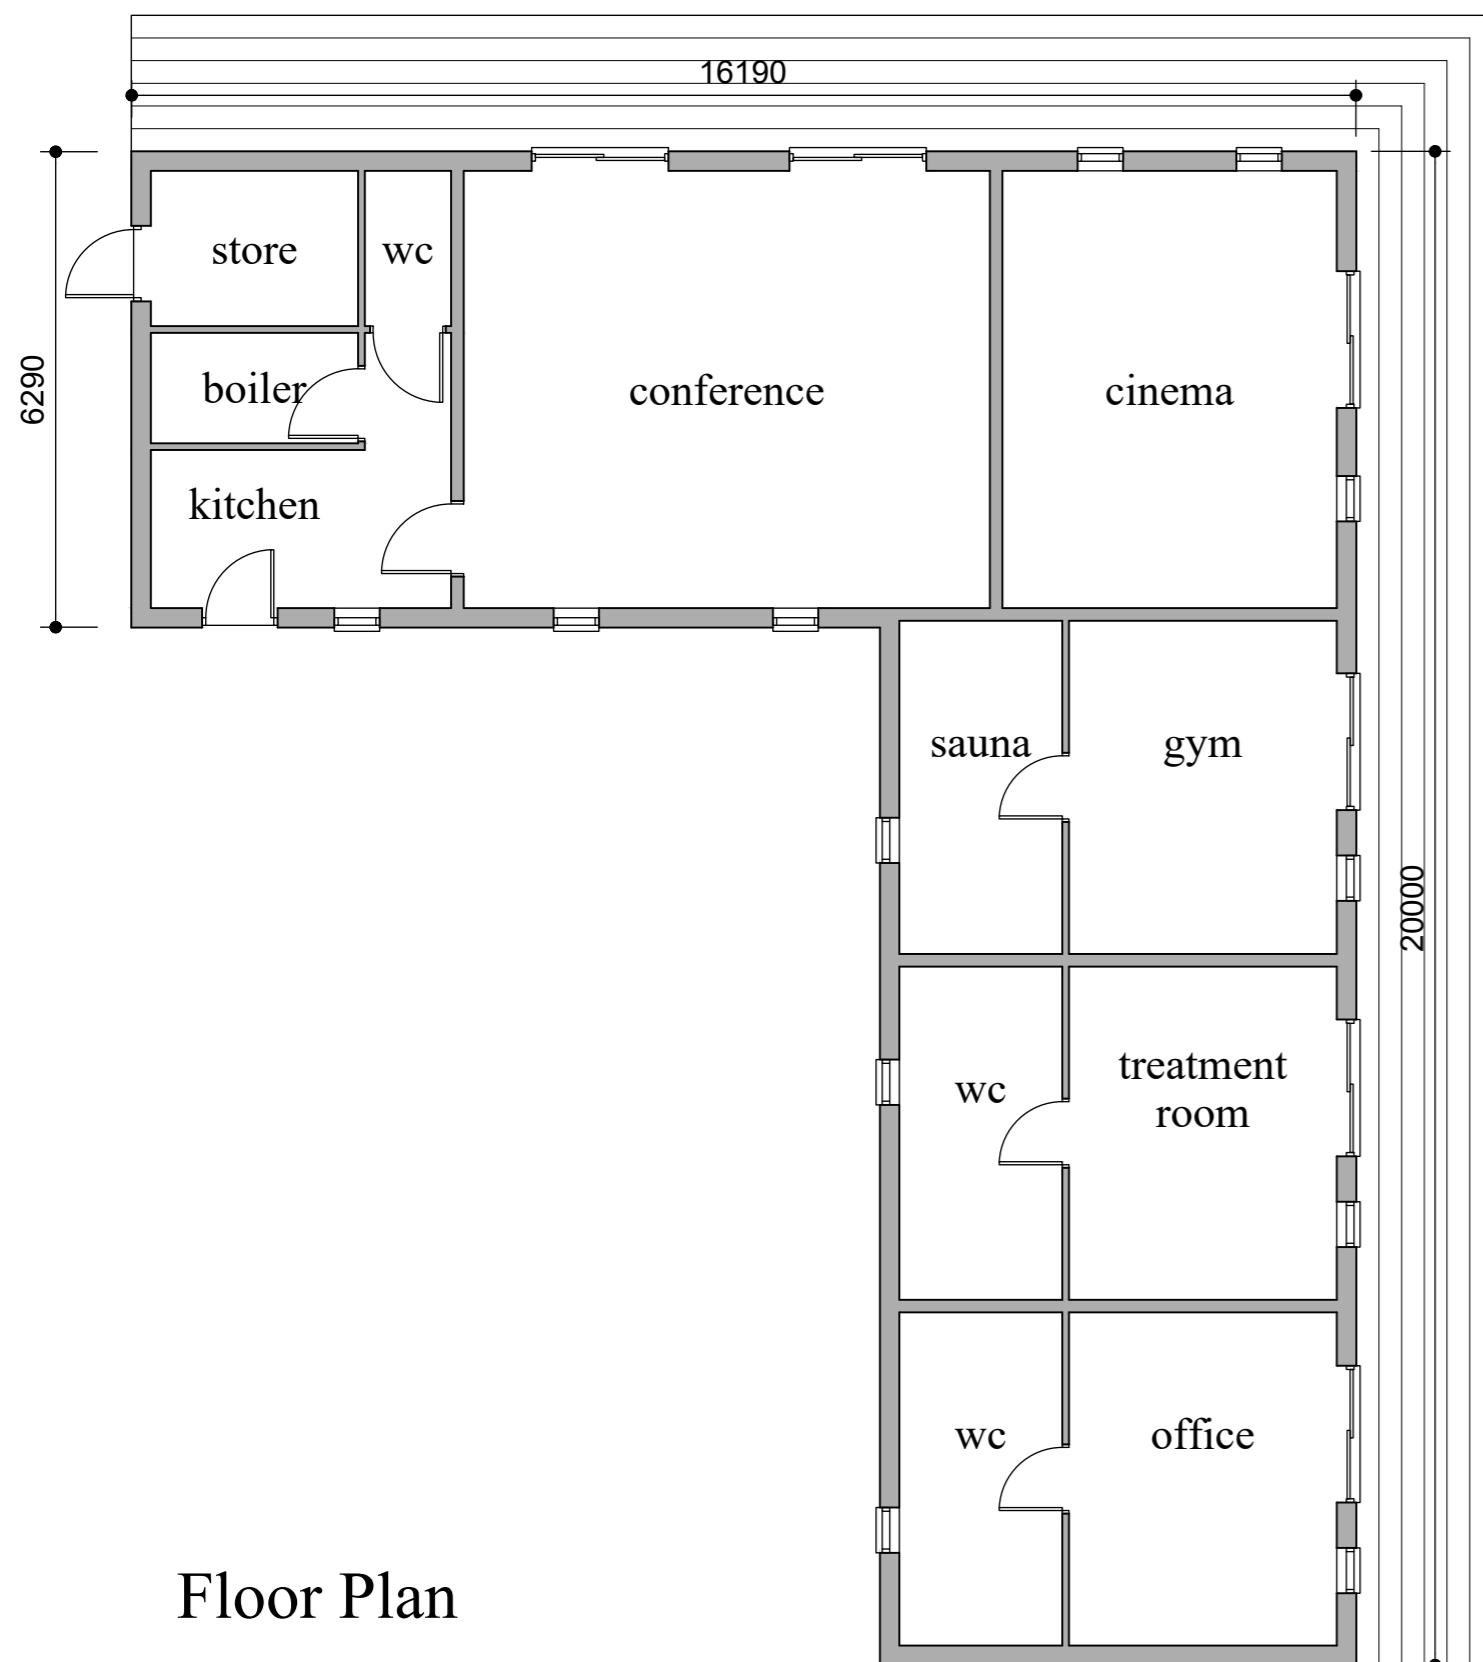 16190
store
wc
6290
boiler
conference
cinema
kitchen
sauna
gym
20000
treatment
room
wc
wc
office
Floor Plan